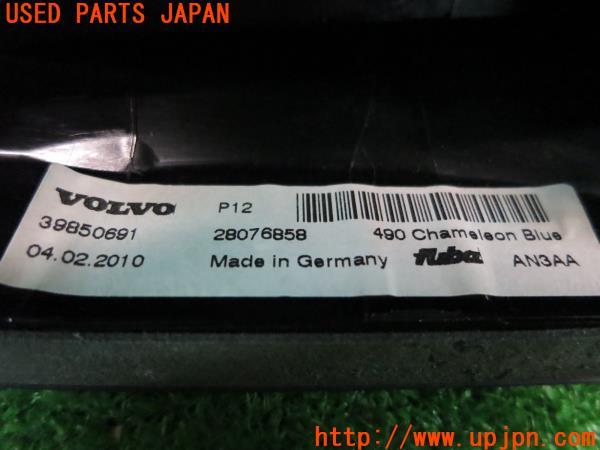 USED PARTS JAPAN
VOLVO P12
39850691 28076858 490 Chameleon Blue
04.02.2010 Made in Germany fuba AN3AA
UPJ http://www.upjpn.com